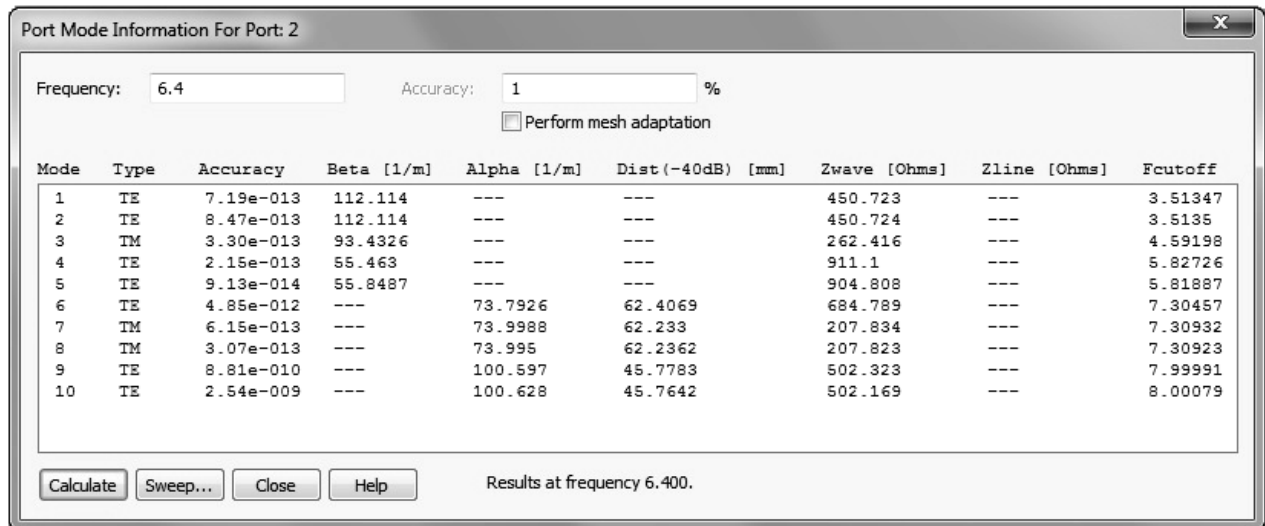 Port Mode Information For Port: 2
X
Frequency: 6.4 Accuracy: 1 %
Perform mesh adaptation
Mode Type Accuracy Beta [1/m] Alpha [1/m] Dist(-40dB) [mm] Zwave [Ohms] Zline [Ohms] Fcutoff
1 TE 7.19e-013 112.114 --- --- 450.723 --- 3.51347
2 TE 8.47e-013 112.114 --- --- 450.724 --- 3.5135
3 TM 3.30e-013 93.4326 --- --- 262.416 --- 4.59198
4 TE 2.15e-013 55.463 --- --- 911.1 --- 5.82726
5 TE 9.13e-014 55.8487 --- --- 904.808 --- 5.81887
6 TE 4.85e-012 --- 73.7926 62.4069 684.789 --- 7.30457
7 TM 6.15e-013 --- 73.9988 62.233 207.834 --- 7.30932
8 TM 3.07e-013 --- 73.995 62.2362 207.823 --- 7.30923
9 TE 8.81e-010 --- 100.597 45.7783 502.323 --- 7.99991
10 TE 2.54e-009 --- 100.628 45.7642 502.169 --- 8.00079
Calculate Sweep... Close Help Results at frequency 6.400.